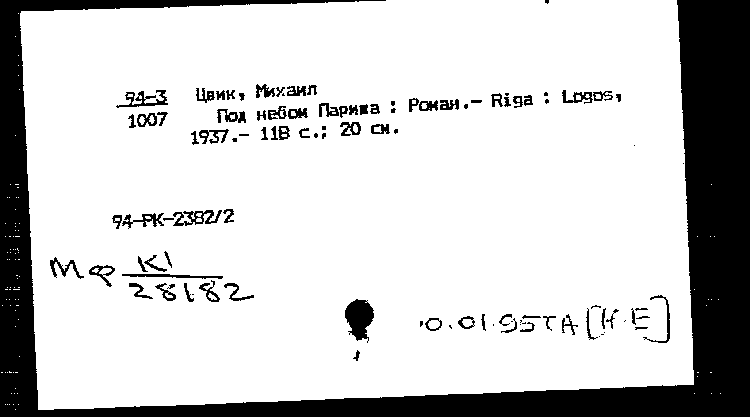 94-3 Цвик, Михаил
1007 Под небом Парижа : Роман.- Riga : Logos,
1937.- 118 с.; 20 см.
94-РК-2382/2
Мф К1
28182
0.01.95ТА [Н.Е]